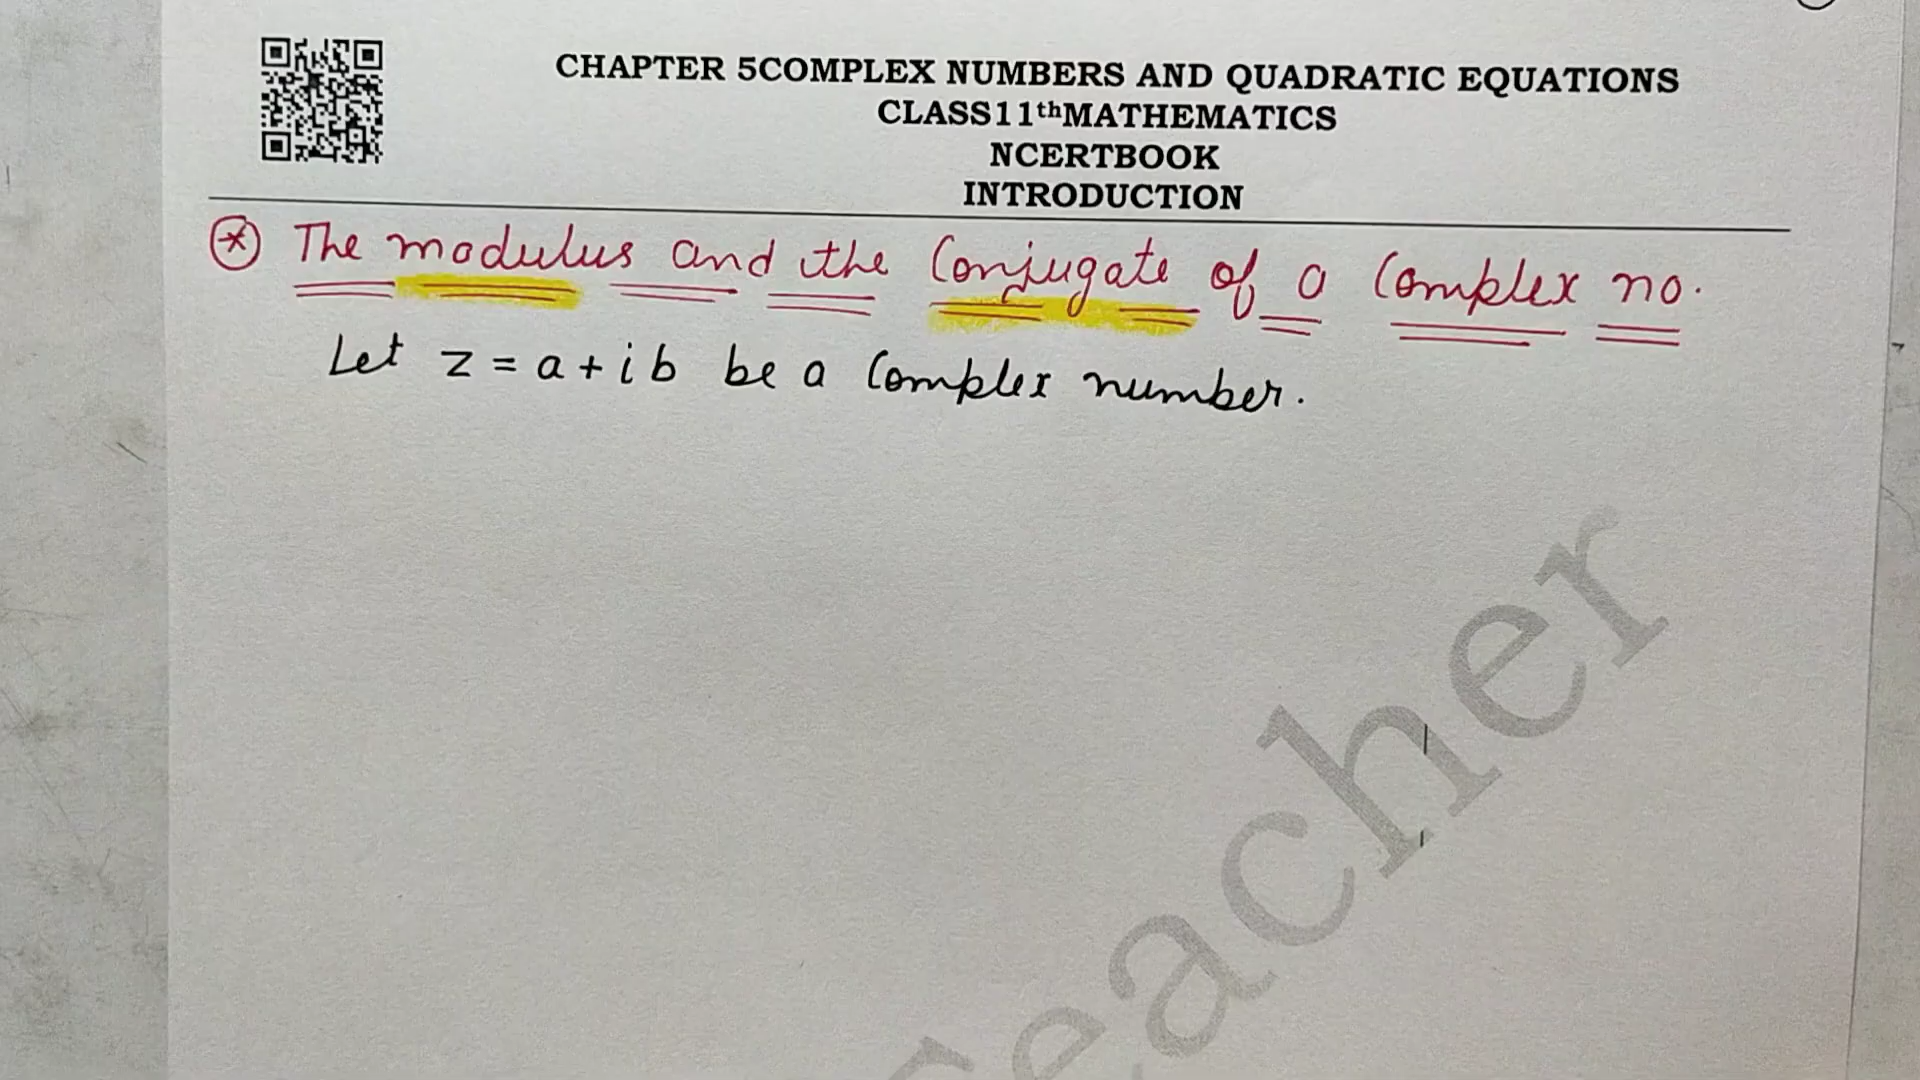 CHAPTER 5COMPLEX NUMBERS AND QUADRATIC EQUATIONS
CLASS11thMATHEMATICS
NCERTBOOK
INTRODUCTION
The modulus and the Conjugate of a Complex no.
Let z = a + i b be a Complex number.
eacher